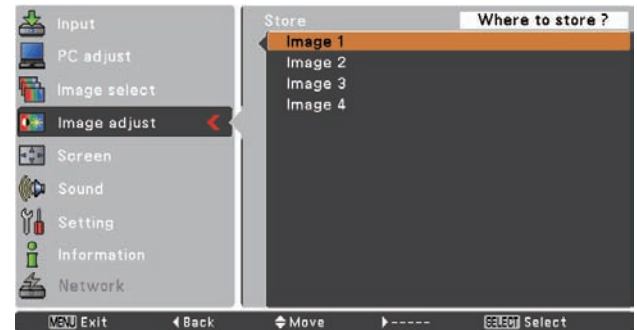 Input
PC adjust
Image select
Image adjust
Screen
Sound
Setting
Information
Network
Store
Where to store ?
Image 1
Image 2
Image 3
Image 4
MENU Exit
Back
Move
-----
SELECT Select